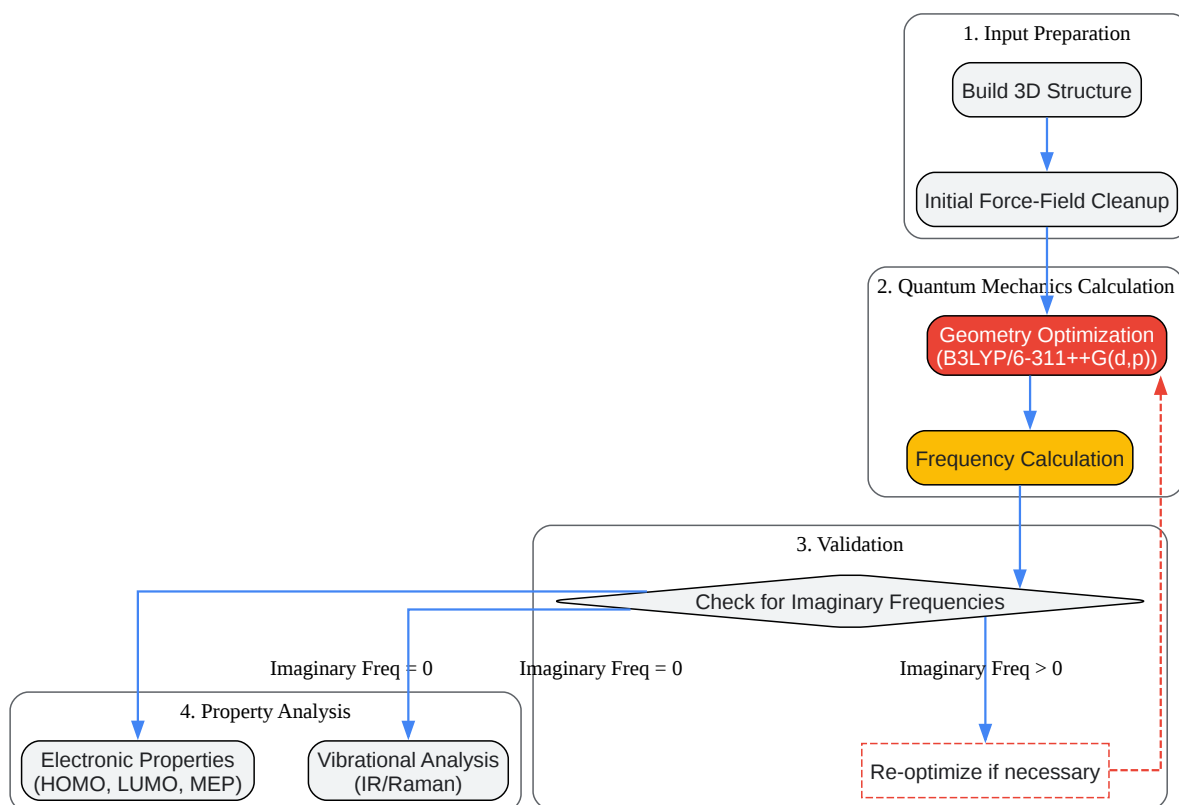 1. Input Preparation
Build 3D Structure
Initial Force-Field Cleanup
2. Quantum Mechanics Calculation
Geometry Optimization
(B3LYP/6-311++G(d,p))
Frequency Calculation
3. Validation
Check for Imaginary Frequencies
Imaginary Freq = 0
Imaginary Freq = 0
Imaginary Freq > 0
4. Property Analysis
Electronic Properties
(HOMO, LUMO, MEP)
Vibrational Analysis
(IR/Raman)
Re-optimize if necessary